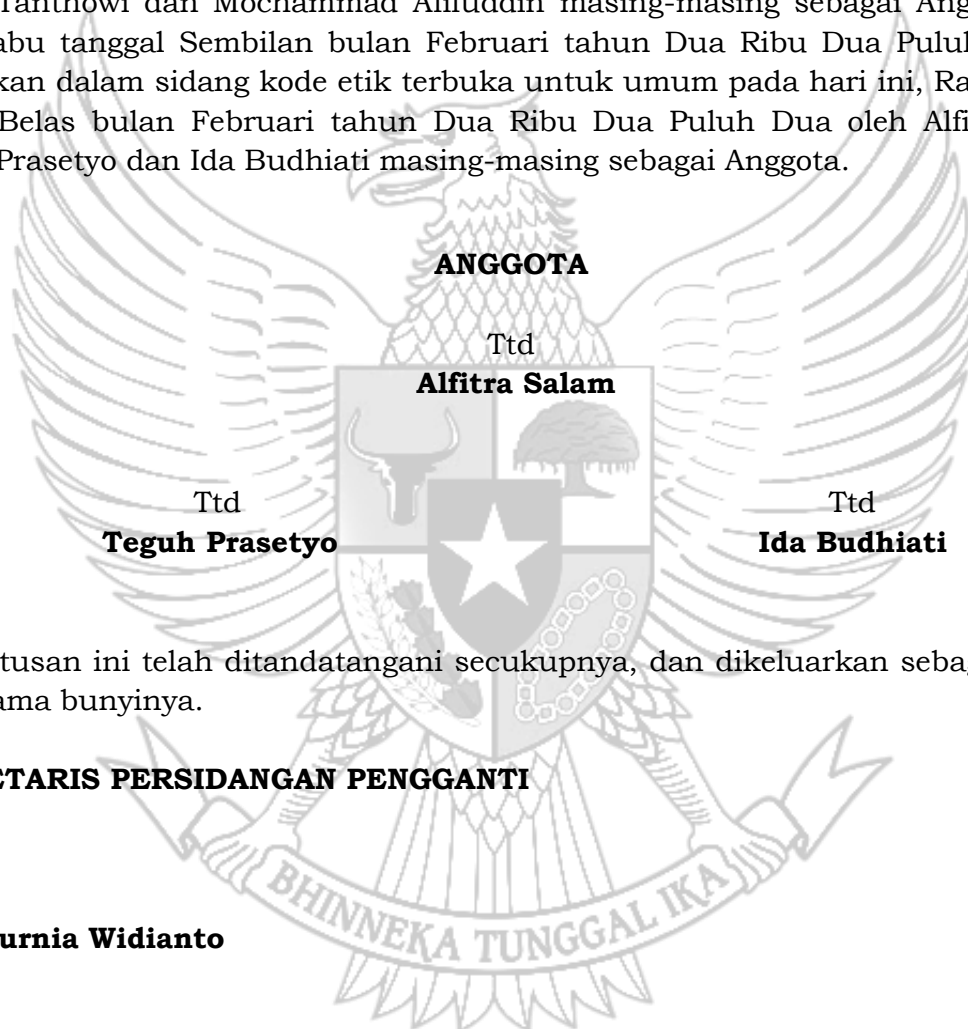 Tanthowi dan Mochammad Afifuddin masing-masing sebagai Ang
abu tanggal Sembilan bulan Februari tahun Dua Ribu Dua Puluh
kan dalam sidang kode etik terbuka untuk umum pada hari ini, Ra
Belas bulan Februari tahun Dua Ribu Dua Puluh Dua oleh Alfi
Prasetyo dan Ida Budhiati masing-masing sebagai Anggota.
ANGGOTA
Ttd
Alfitra Salam
Ttd Ttd
Teguh Prasetyo Ida Budhiati
tusan ini telah ditandatangani secukupnya, dan dikeluarkan sebag
ama bunyinya.
ETARIS PERSIDANGAN PENGGANTI
urnia Widianto
BHINNEKA TUNGGAL IKA